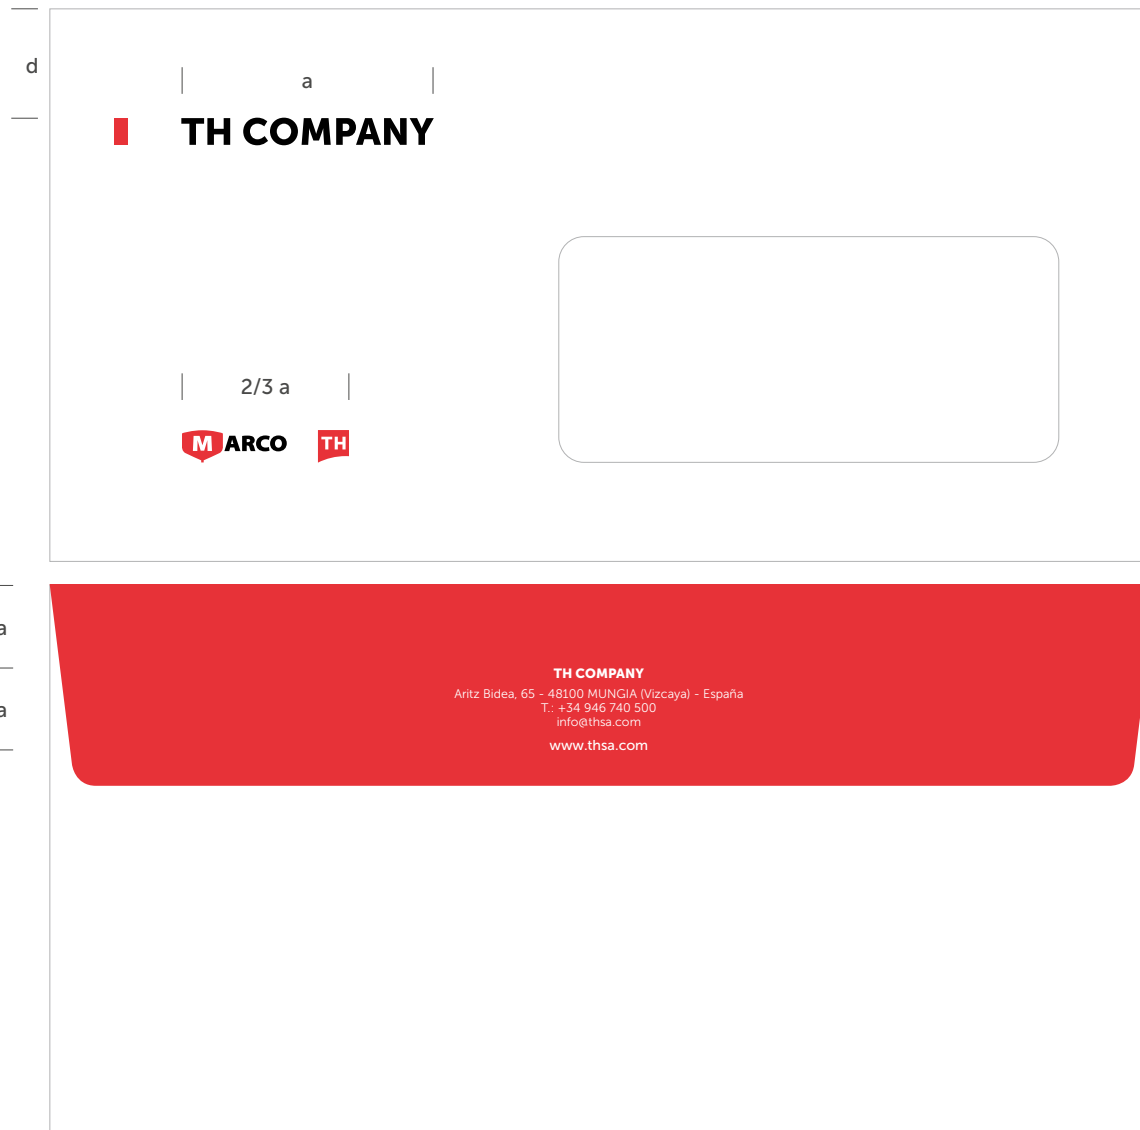 d
a
TH COMPANY
2/3 a
MARCO TH
a
TH COMPANY
Aritz Bidea, 65 - 48100 MUNGIA (Vizcaya) - España
T.: +34 946 740 500
info@thsa.com
a
www.thsa.com